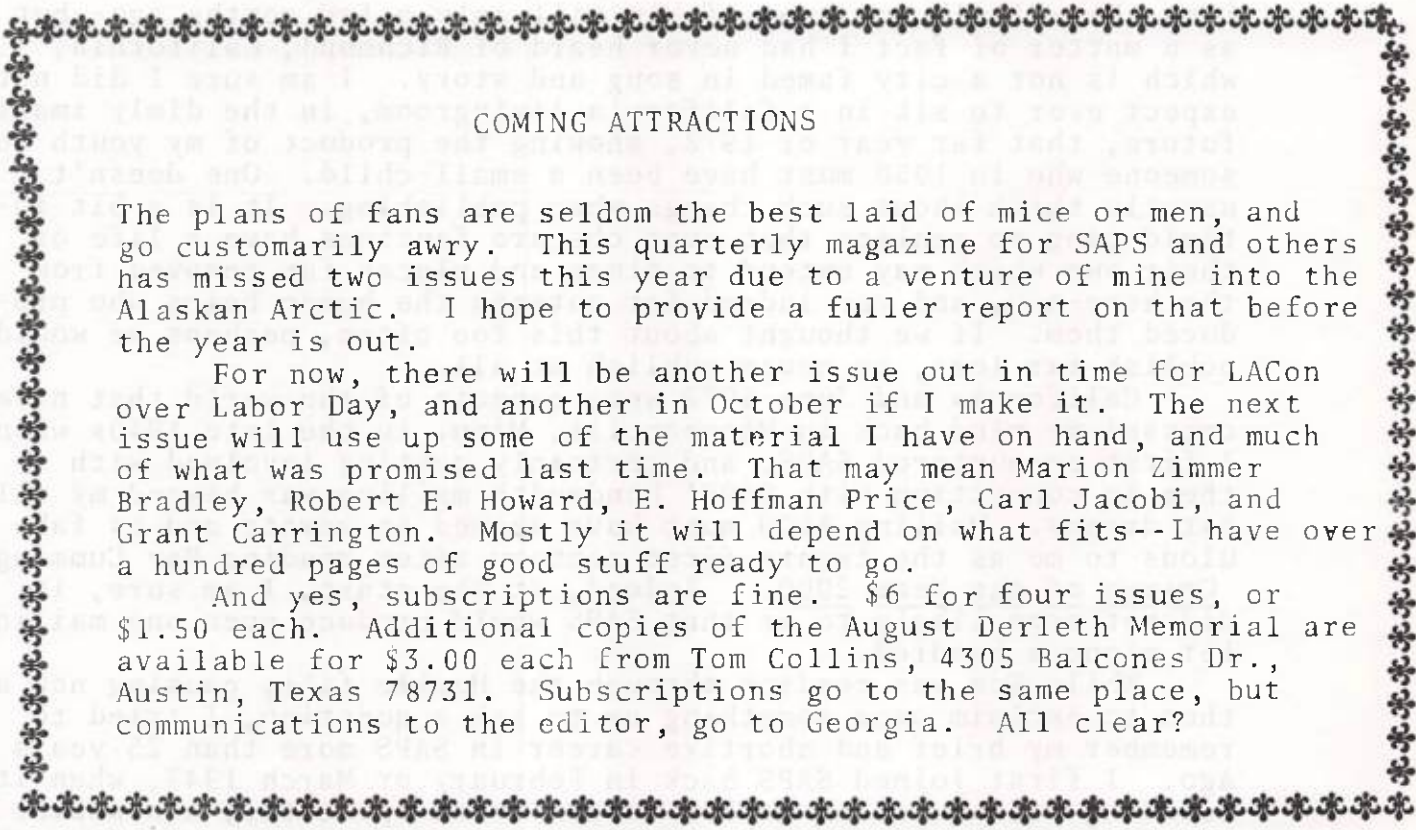 COMING ATTRACTIONS
The plans of fans are seldom the best laid of mice or men, and
go customarily awry. This quarterly magazine for SAPS and others
has missed two issues this year due to a venture of mine into the
Alaskan Arctic. I hope to provide a fuller report on that before
the year is out.
For now, there will be another issue out in time for LACon
over Labor Day, and another in October if I make it. The next
issue will use up some of the material I have on hand, and much
of what was promised last time. That may mean Marion Zimmer
Bradley, Robert E. Howard, E. Hoffman Price, Carl Jacobi, and
Grant Carrington. Mostly it will depend on what fits--I have over
a hundred pages of good stuff ready to go.
And yes, subscriptions are fine. $6 for four issues, or
$1.50 each. Additional copies of the August Derleth Memorial are
available for $3.00 each from Tom Collins, 4305 Balcones Dr.,
Austin, Texas 78731. Subscriptions go to the same place, but
communications to the editor, go to Georgia. All clear?